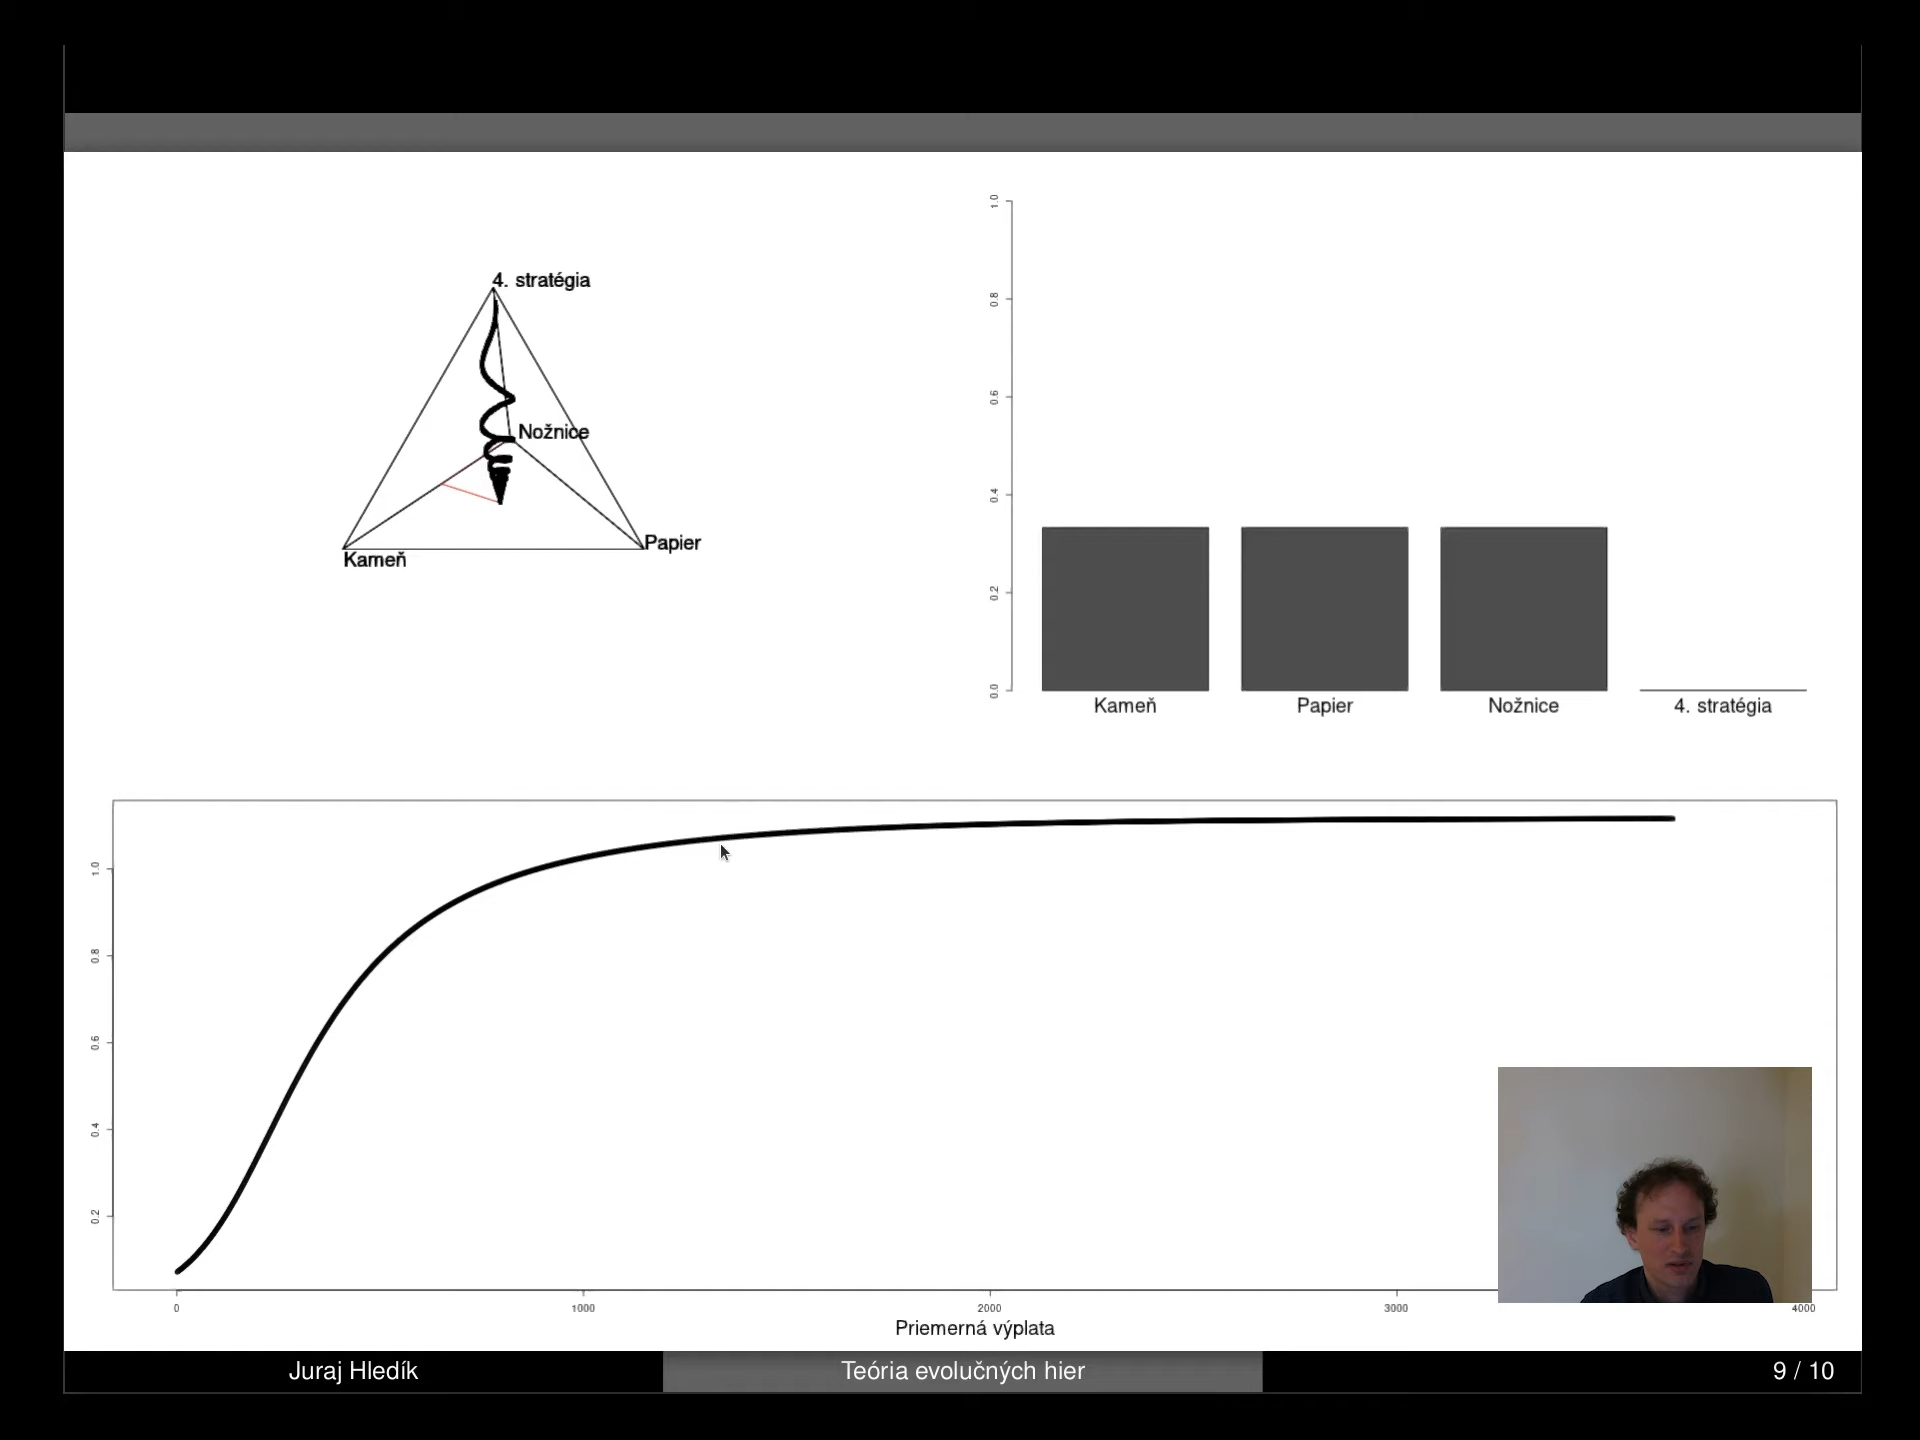 4. stratégia
Nožnice
Papier
Kameň
1.0
0.8
0.6
0.4
0.2
0.0
Kameň Papier Nožnice 4. stratégia
1.0
0.8
0.6
0.4
0.2
0 1000 2000 3000 4000
Priemerná výplata
Juraj Hledík Teória evolučných hier 9 / 10